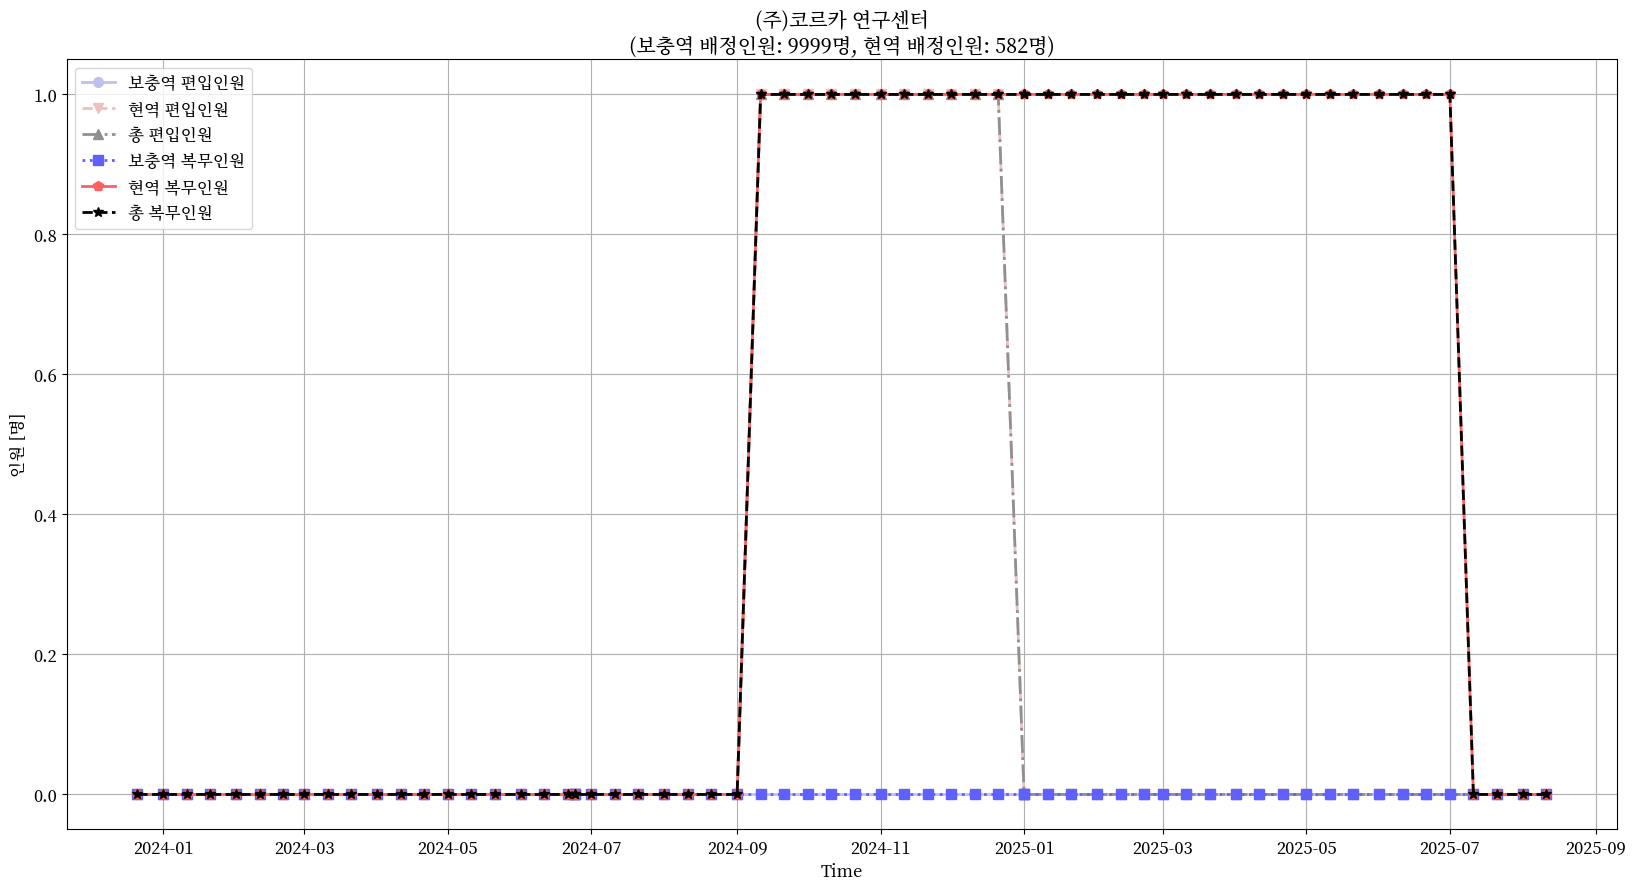 (주)코르카 연구센터
(보충역 배정인원: 9999명, 현역 배정인원: 582명)
보충역 편입인원
현역 편입인원
총 편입인원
보충역 복무인원
현역 복무인원
총 복무인원
인원 [명]
1.0
0.8
0.6
0.4
0.2
0.0
2024-01
2024-03
2024-05
2024-07
2024-09
2024-11
2025-01
2025-03
2025-05
2025-07
2025-09
Time